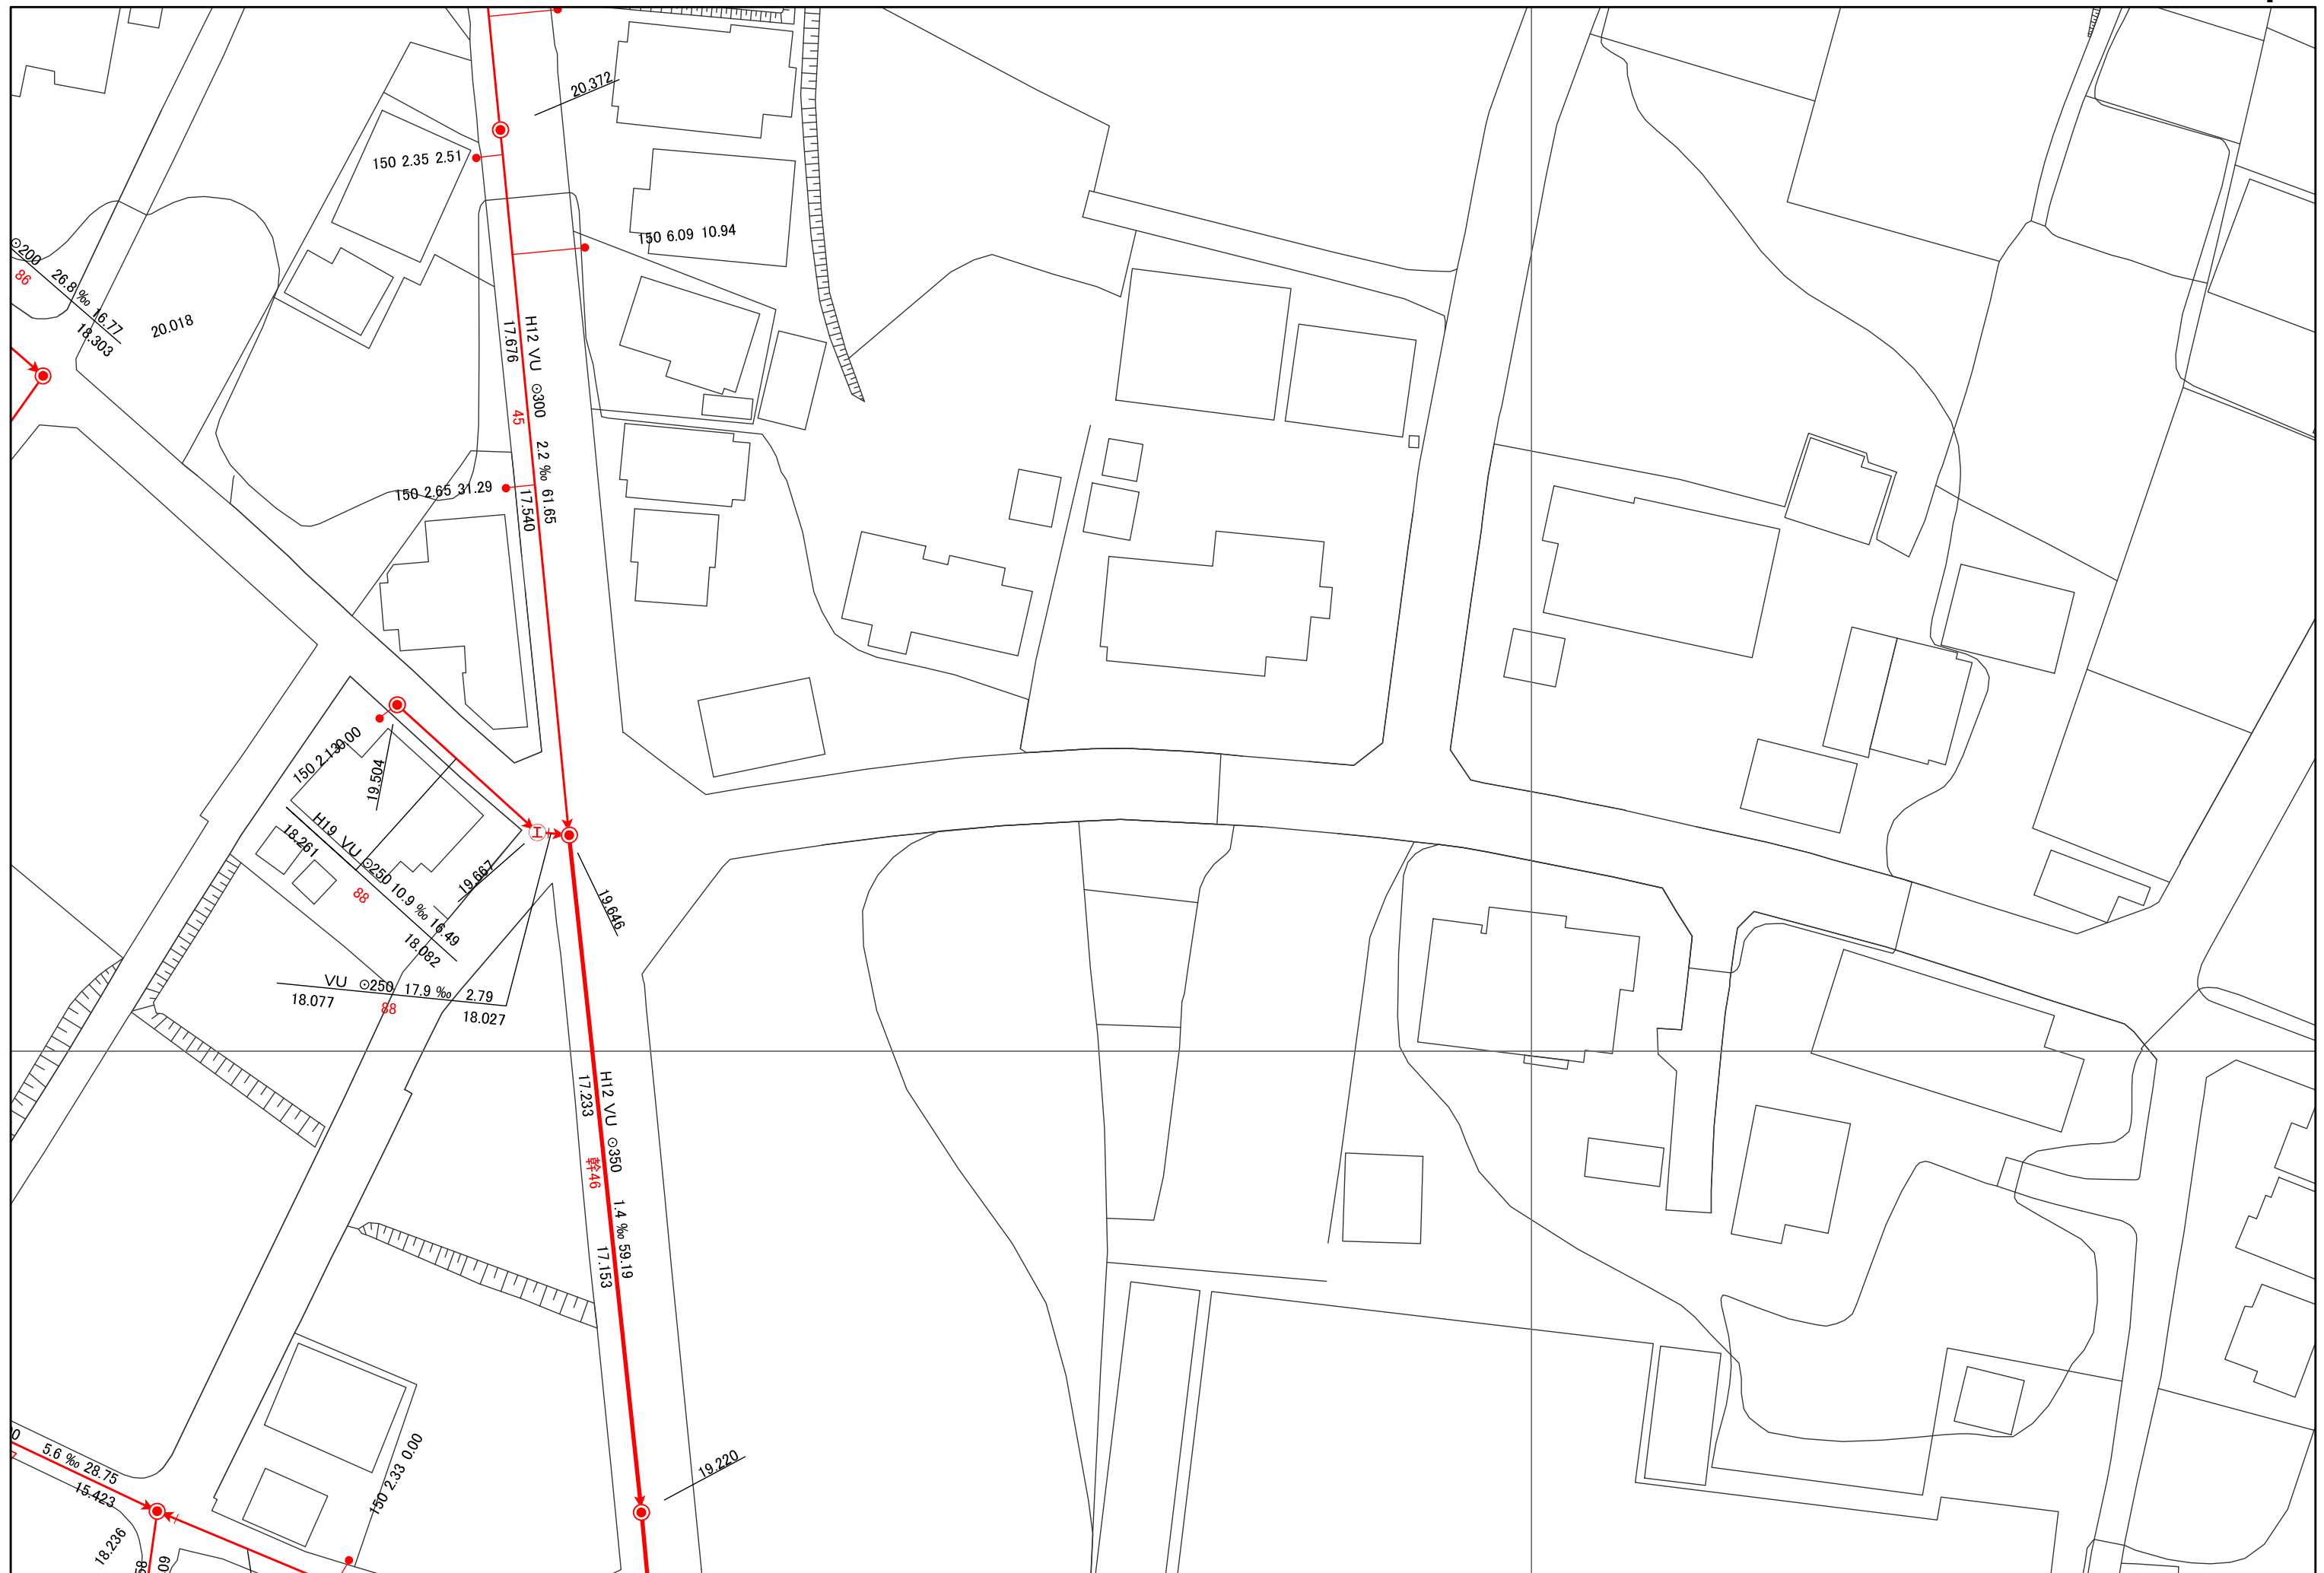 20.372
150 2.35 2.51
150 6.09 10.94
⊙200 26.8 ‰ 16.77
86
18.303
20.018
H12 VU ⊙300 2.2 ‰ 61.65
17.676
45
17.540
150 2.65 31.29
150 2.13 0.00
19.504
H19 VU ⊙250 10.9 ‰ 16.49
18.261
88
18.082
19.667
工
19.646
VU ⊙250 17.9 ‰ 2.79
18.077
88
18.027
H12 VU ⊙350 1.4 ‰ 59.19
17.233
幹46
17.153
19.220
5.6 ‰ 28.75
15.423
150 2.33 0.00
18.236